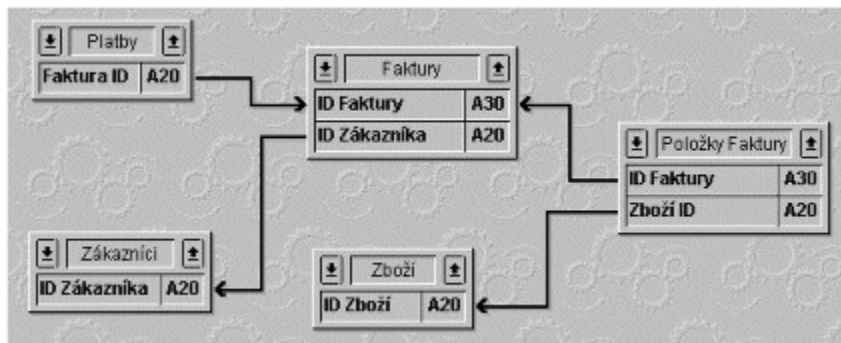 Platby
Faktura ID A20
Faktury
ID Faktury A30
ID Zákazníka A20
Položky Faktury
ID Faktury A30
Zboží ID A20
Zákazníci
ID Zákazníka A20
Zboží
ID Zboží A20